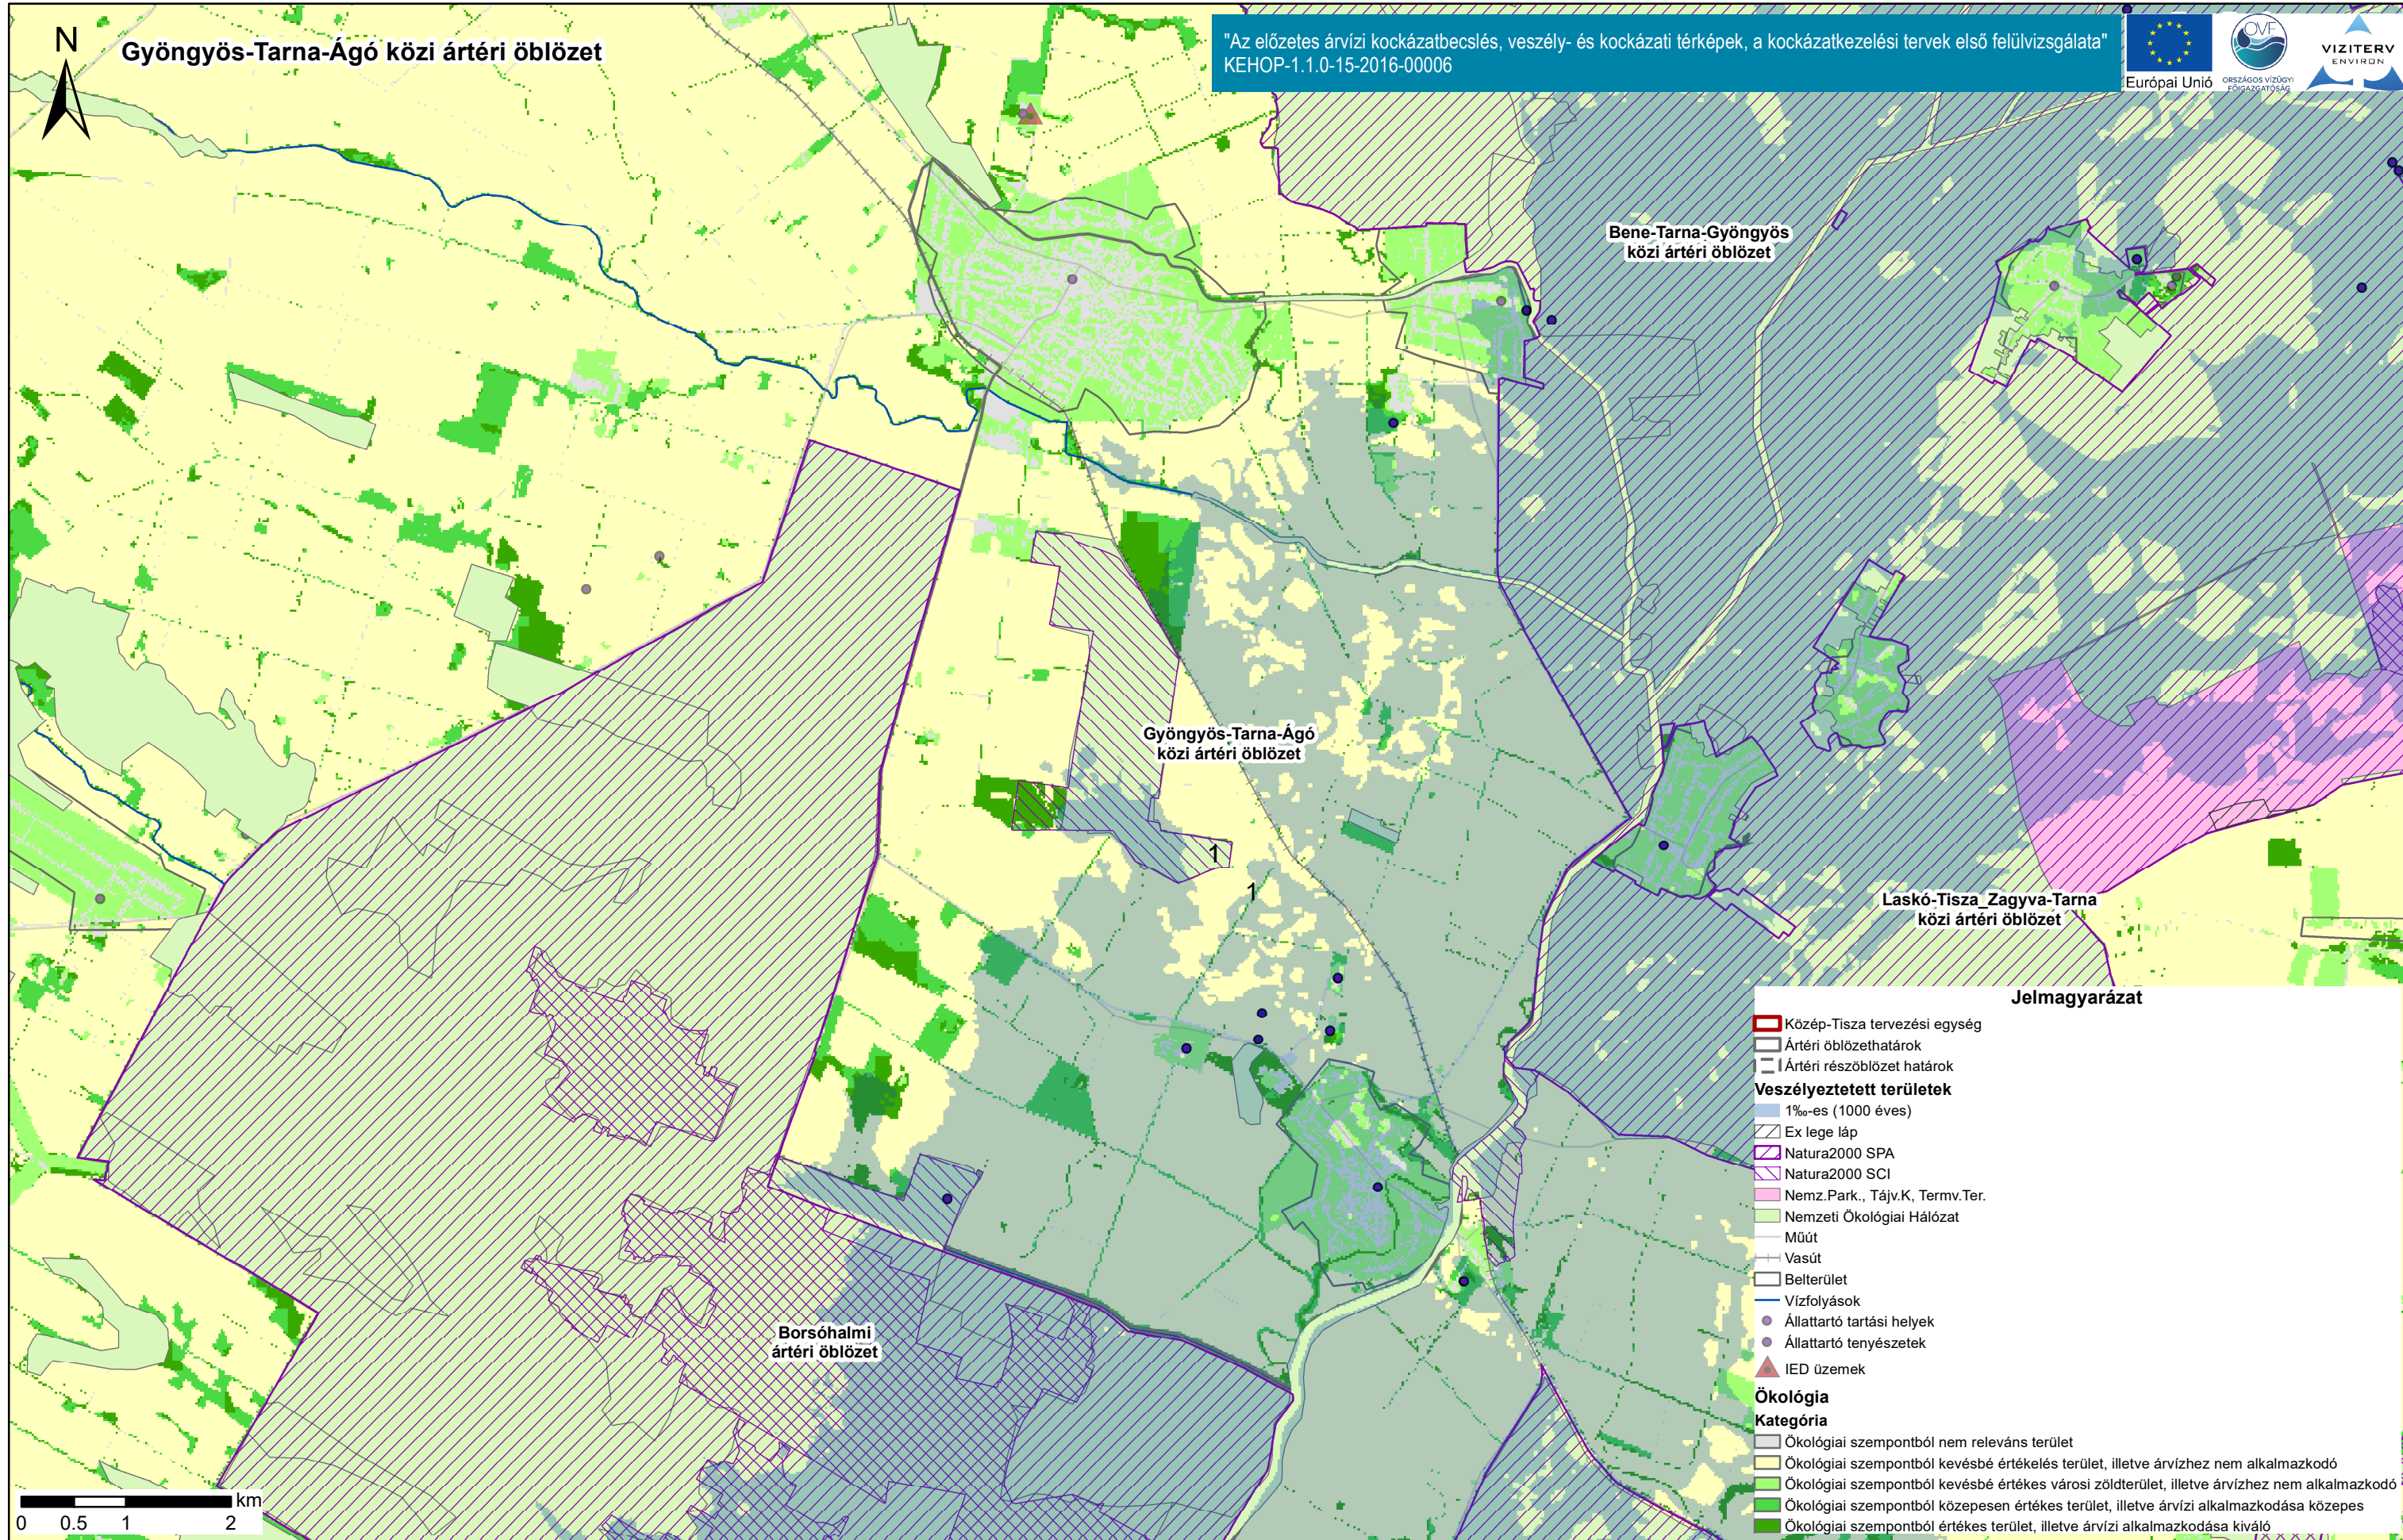 N
Gyöngyös-Tarna-Ágó közi ártéri öblözet
"Az előzetes árvízi kockázatbecslés, veszély- és kockázati térképek, a kockázatkezelési tervek első felülvizsgálata"
KEHOP-1.1.0-15-2016-00006
Európai Unió
OVF
ORSZÁGOS VÍZÜGYI
FŐIGAZGATÓSÁG
VIZITERV
ENVIRON
Bene-Tarna-Gyöngyös
közi ártéri öblözet
Gyöngyös-Tarna-Ágó
közi ártéri öblözet
1
1
Laskó-Tisza_Zagyva-Tarna
közi ártéri öblözet
Borsóhalmi
ártéri öblözet
Jelmagyarázat
Közép-Tisza tervezési egység
Ártéri öblözethatárok
Ártéri részöblözet határok
Veszélyeztetett területek
1‰-es (1000 éves)
Ex lege láp
Natura2000 SPA
Natura2000 SCI
Nemz.Park., Tájv.K, Termv.Ter.
Nemzeti Ökológiai Hálózat
Műút
Vasút
Belterület
Vízfolyások
Állattartó tartási helyek
Állattartó tenyészetek
IED üzemek
Ökológia
Kategória
Ökológiai szempontból nem releváns terület
Ökológiai szempontból kevésbé értékelés terület, illetve árvízhez nem alkalmazkodó
Ökológiai szempontból kevésbé értékes városi zöldterület, illetve árvízhez nem alkalmazkodó
Ökológiai szempontból közepesen értékes terület, illetve árvízi alkalmazkodása közepes
Ökológiai szempontból értékes terület, illetve árvízi alkalmazkodása kiváló
km
0 0.5 1 2